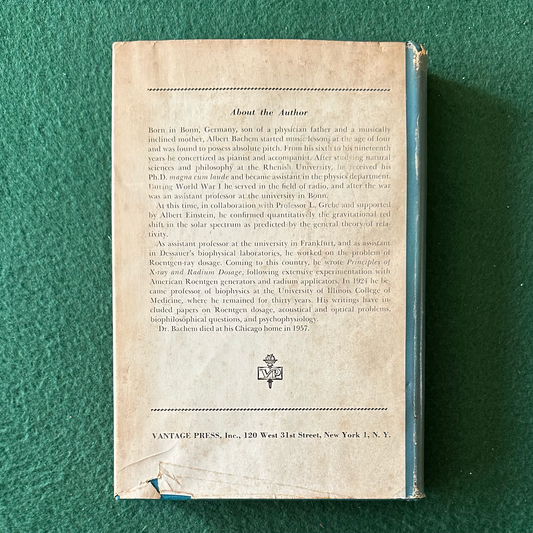 About the Author
Born in Bonn, Germany, son of a physician father and a musically
inclined mother, Albert Bachem started music lessons at the age of four
and was found to possess absolute pitch. From his sixth to his nineteenth
years he concertized as pianist and accompanist. After studying natural
sciences and philosophy at the Rhenish University, he received his
Ph.D. magna cum laude and became assistant in the physics department.
During World War I he served in the field of radio, and after the war
was an assistant professor at the university in Bonn.
At this time, in collaboration with Professor L. Grebe and supported
by Albert Einstein, he confirmed quantitatively the gravitational red
shift in the solar spectrum as predicted by the general theory of rela-
tivity.
As assistant professor at the university in Frankfurt, and as assistant
in Dessauer's biophysical laboratories, he worked on the problem of
Roentgen-ray dosage. Coming to this country, he wrote Principles of
X-ray and Radium Dosage, following extensive experimentation with
American Roentgen generators and radium applicators. In 1924 he be-
came professor of biophysics at the University of Illinois College of
Medicine, where he remained for thirty years. His writings have in-
cluded papers on Roentgen dosage, acoustical and optical problems,
biophilosophical questions, and psychophysiology.
Dr. Bachem died at his Chicago home in 1957.
VP
VANTAGE PRESS, Inc., 120 West 31st Street, New York 1, N. Y.